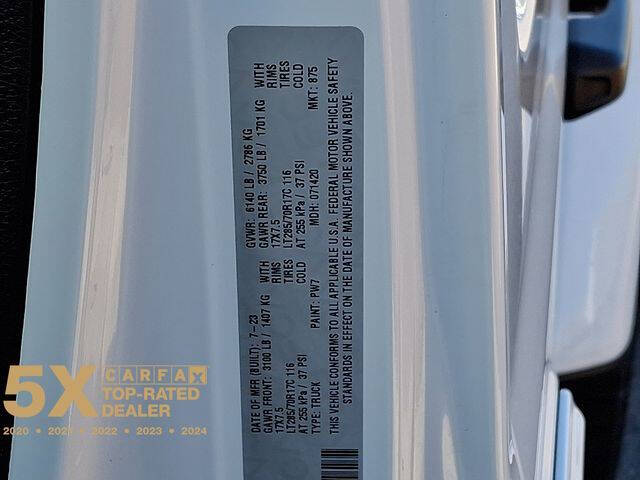 DATE OF MFR (BUILT): 7-23 GVWR: 6140 LB / 2786 KG
GAWR FRONT: 3100 LB / 1407 KG WITH GAWR REAR: 3750 LB / 1701 KG WITH
17X7.5 RIMS 17X7.5 RIMS
LT285/70R17C 116 TIRES LT285/70R17C 116 TIRES
AT 255 kPa / 37 PSI COLD AT 255 kPa / 37 PSI COLD
TYPE: TRUCK PAINT: PW7 MDH: 071420 MKT: 875
THIS VEHICLE CONFORMS TO ALL APPLICABLE U.S.A. FEDERAL MOTOR VEHICLE SAFETY
STANDARDS IN EFFECT ON THE DATE OF MANUFACTURE SHOWN ABOVE.
5X CARFAX
TOP-RATED
DEALER
2020 • 2021 • 2022 • 2023 • 2024